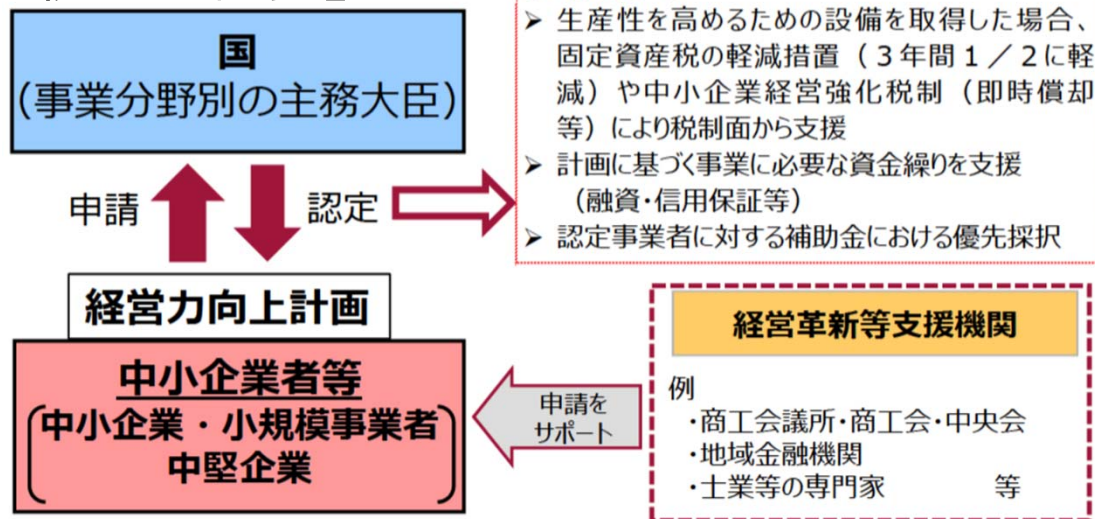 国
(事業分野別の主務大臣)
➢ 生産性を高めるための設備を取得した場合、
固定資産税の軽減措置(3年間1/2に軽
減)や中小企業経営強化税制(即時償却
等)により税制面から支援
➢ 計画に基づく事業に必要な資金繰りを支援
(融資・信用保証等)
➢ 認定事業者に対する補助金における優先採択
申請
認定
経営力向上計画
中小企業者等
中小企業・小規模事業者
中堅企業
申請を
サポート
経営革新等支援機関
例
・商工会議所・商工会・中央会
・地域金融機関
・士業等の専門家 等